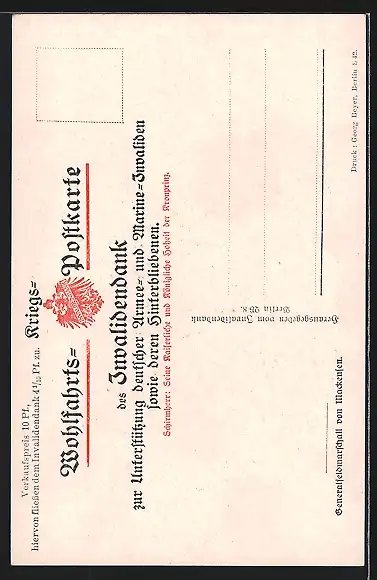 Verkaufspreis 10 Pf.,
hiervon fließen dem Invalidendank 4¹/₁₀ Pf. zu.
Wohlfahrts- Kriegs-
Postkarte
des Invalidendank
zur Unterstützung deutscher Armee- und Marine-Invaliden
sowie deren Hinterbliebenen.
Schirmherr: Seine Kaiserliche und Königliche Hoheit der Kronprinz.
Herausgegeben vom Invalidendank
Berlin W 8.
Generalfeldmarschall von Mackensen.
Druck: Georg Beyer, Berlin S 42.